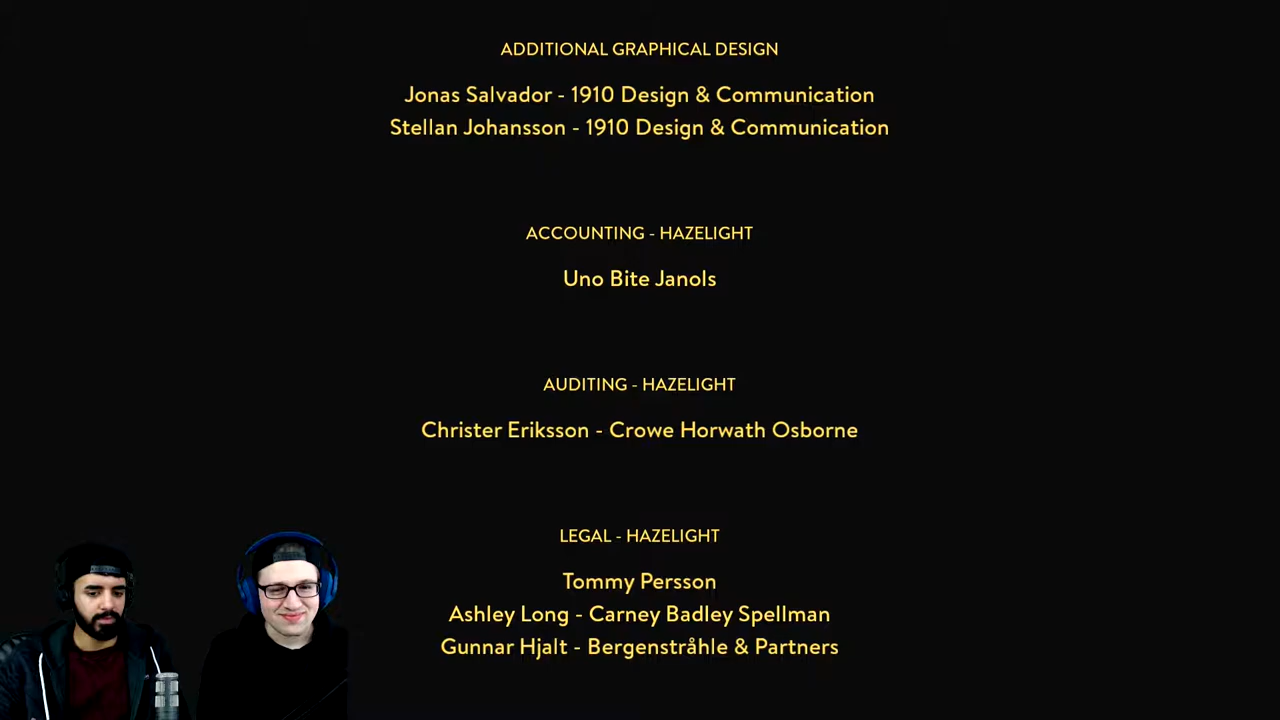 ADDITIONAL GRAPHICAL DESIGN
Jonas Salvador - 1910 Design & Communication
Stellan Johansson - 1910 Design & Communication
ACCOUNTING - HAZELIGHT
Uno Bite Janols
AUDITING - HAZELIGHT
Christer Eriksson - Crowe Horwath Osborne
LEGAL - HAZELIGHT
Tommy Persson
Ashley Long - Carney Badley Spellman
Gunnar Hjalt - Bergenstråhle & Partners